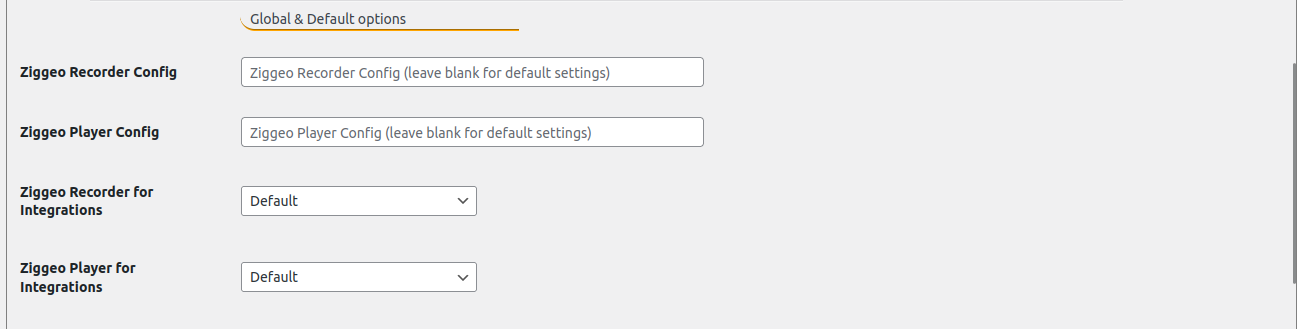 Global & Default options
Ziggeo Recorder Config
Ziggeo Recorder Config (leave blank for default settings)
Ziggeo Player Config
Ziggeo Player Config (leave blank for default settings)
Ziggeo Recorder for
Integrations
Default
Ziggeo Player for
Integrations
Default